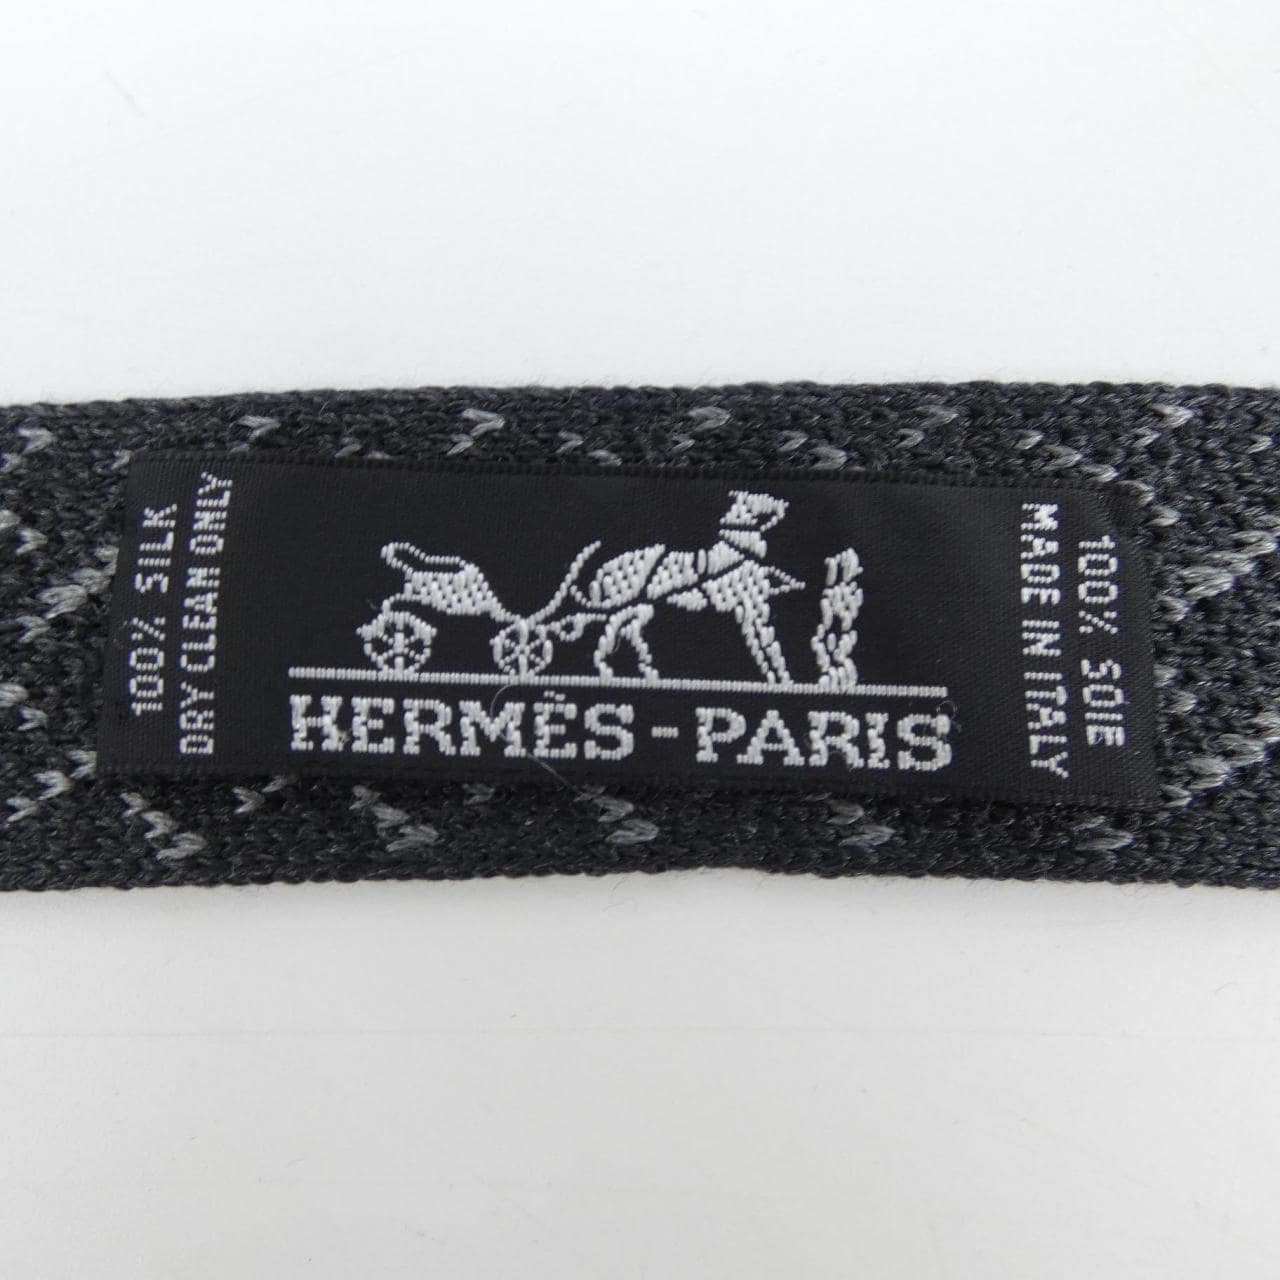 100% SILK
DRY CLEAN ONLY
HERMÈS-PARIS
100% SOIE
MADE IN ITALY